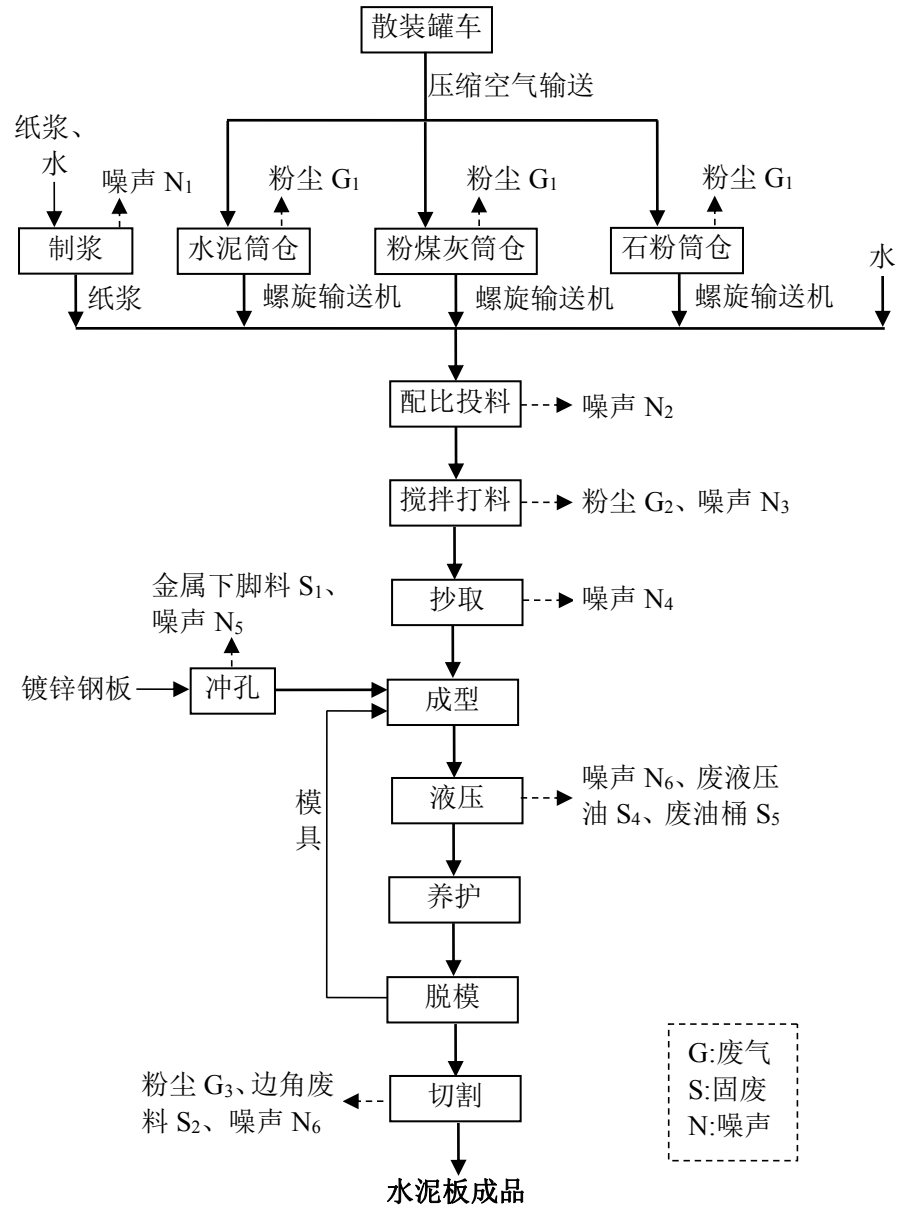 散装罐车
压缩空气输送
纸浆、
水
噪声 N₁
粉尘 G₁
粉尘 G₁
粉尘 G₁
制浆
水泥筒仓
粉煤灰筒仓
石粉筒仓
水
纸浆
螺旋输送机
螺旋输送机
螺旋输送机
配比投料
噪声 N₂
搅拌打料
粉尘 G₂、噪声 N₃
金属下脚料 S₁、
噪声 N₅
抄取
噪声 N₄
镀锌钢板
冲孔
成型
模
具
液压
噪声 N₆、废液压
油 S₄、废油桶 S₅
养护
脱模
粉尘 G₃、边角废
料 S₂、噪声 N₆
切割
G:废气
S:固废
N:噪声
水泥板成品